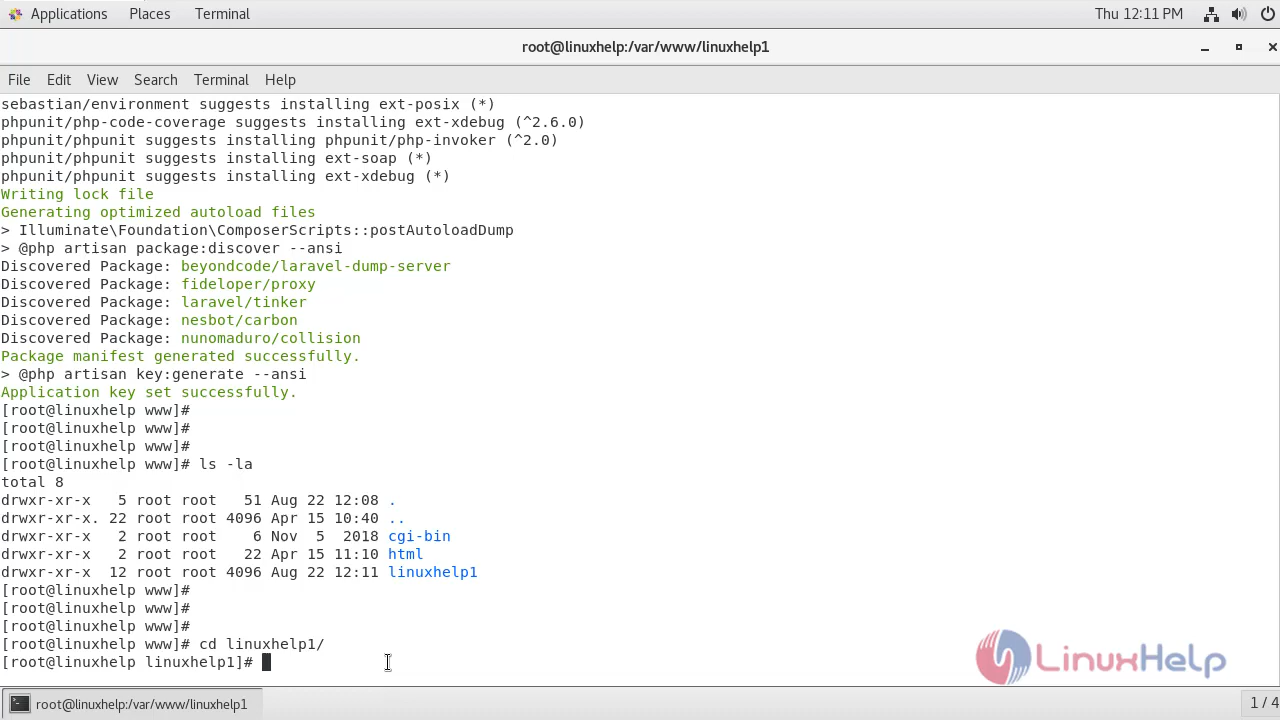 Applications Places Terminal Thu 12:11 PM
root@linuxhelp:/var/www/linuxhelp1
File Edit View Search Terminal Help
sebastian/environment suggests installing ext-posix (*)
phpunit/php-code-coverage suggests installing ext-xdebug (^2.6.0)
phpunit/phpunit suggests installing phpunit/php-invoker (^2.0)
phpunit/phpunit suggests installing ext-soap (*)
phpunit/phpunit suggests installing ext-xdebug (*)
Writing lock file
Generating optimized autoload files
> Illuminate\Foundation\ComposerScripts::postAutoloadDump
> @php artisan package:discover --ansi
Discovered Package: beyondcode/laravel-dump-server
Discovered Package: fideloper/proxy
Discovered Package: laravel/tinker
Discovered Package: nesbot/carbon
Discovered Package: nunomaduro/collision
Package manifest generated successfully.
> @php artisan key:generate --ansi
Application key set successfully.
[root@linuxhelp www]#
[root@linuxhelp www]#
[root@linuxhelp www]#
[root@linuxhelp www]# ls -la
total 8
drwxr-xr-x   5 root root   51 Aug 22 12:08 .
drwxr-xr-x. 22 root root 4096 Apr 15 10:40 ..
drwxr-xr-x   2 root root    6 Nov  5  2018 cgi-bin
drwxr-xr-x   2 root root   22 Apr 15 11:10 html
drwxr-xr-x  12 root root 4096 Aug 22 12:11 linuxhelp1
[root@linuxhelp www]#
[root@linuxhelp www]#
[root@linuxhelp www]#
[root@linuxhelp www]# cd linuxhelp1/
[root@linuxhelp linuxhelp1]#
LinuxHelp
root@linuxhelp:/var/www/linuxhelp1 1 / 4